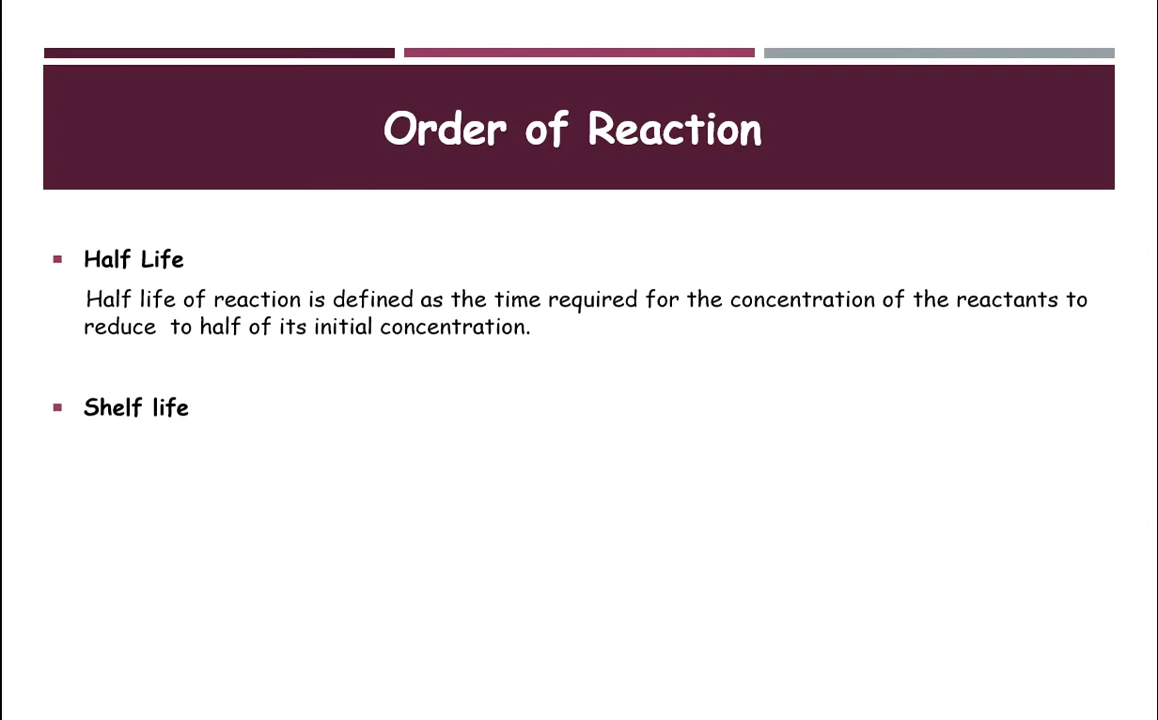 Order of Reaction
Half Life
Half life of reaction is defined as the time required for the concentration of the reactants to
reduce  to half of its initial concentration.
Shelf life